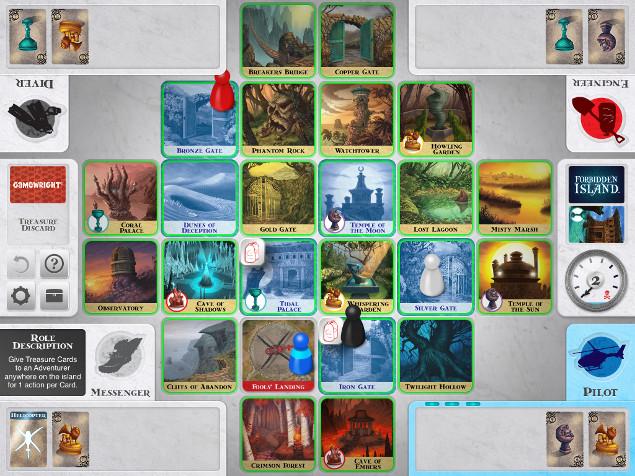 BREAKERS BRIDGE
COPPER GATE
DIVER
ENGINEER
BRONZE GATE
PHANTOM ROCK
WATCHTOWER
HOWLING GARDEN
GAMEWRIGHT
TREASURE
DISCARD
FORBIDDEN
ISLAND
CORAL PALACE
DUNES OF DECEPTION
GOLD GATE
TEMPLE OF THE MOON
LOST LAGOON
MISTY MARSH
?
2
OBSERVATORY
CAVE OF SHADOWS
TIDAL PALACE
WHISPERING GARDEN
SILVER GATE
TEMPLE OF THE SUN
ROLE
DESCRIPTION
Give Treasure Cards
to an Adventurer
anywhere on the island
for 1 action per Card.
MESSENGER
CLIFFS OF ABANDON
FOOLS' LANDING
IRON GATE
TWILIGHT HOLLOW
PILOT
HELICOPTER
CRIMSON FOREST
CAVE OF EMBERS